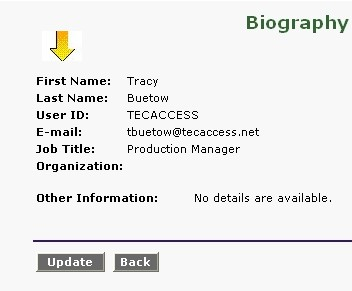 Biography
First Name: Tracy
Last Name: Buetow
User ID: TECACCESS
E-mail: tbuetow@tecaccess.net
Job Title: Production Manager
Organization:
Other Information: No details are available.
Update Back